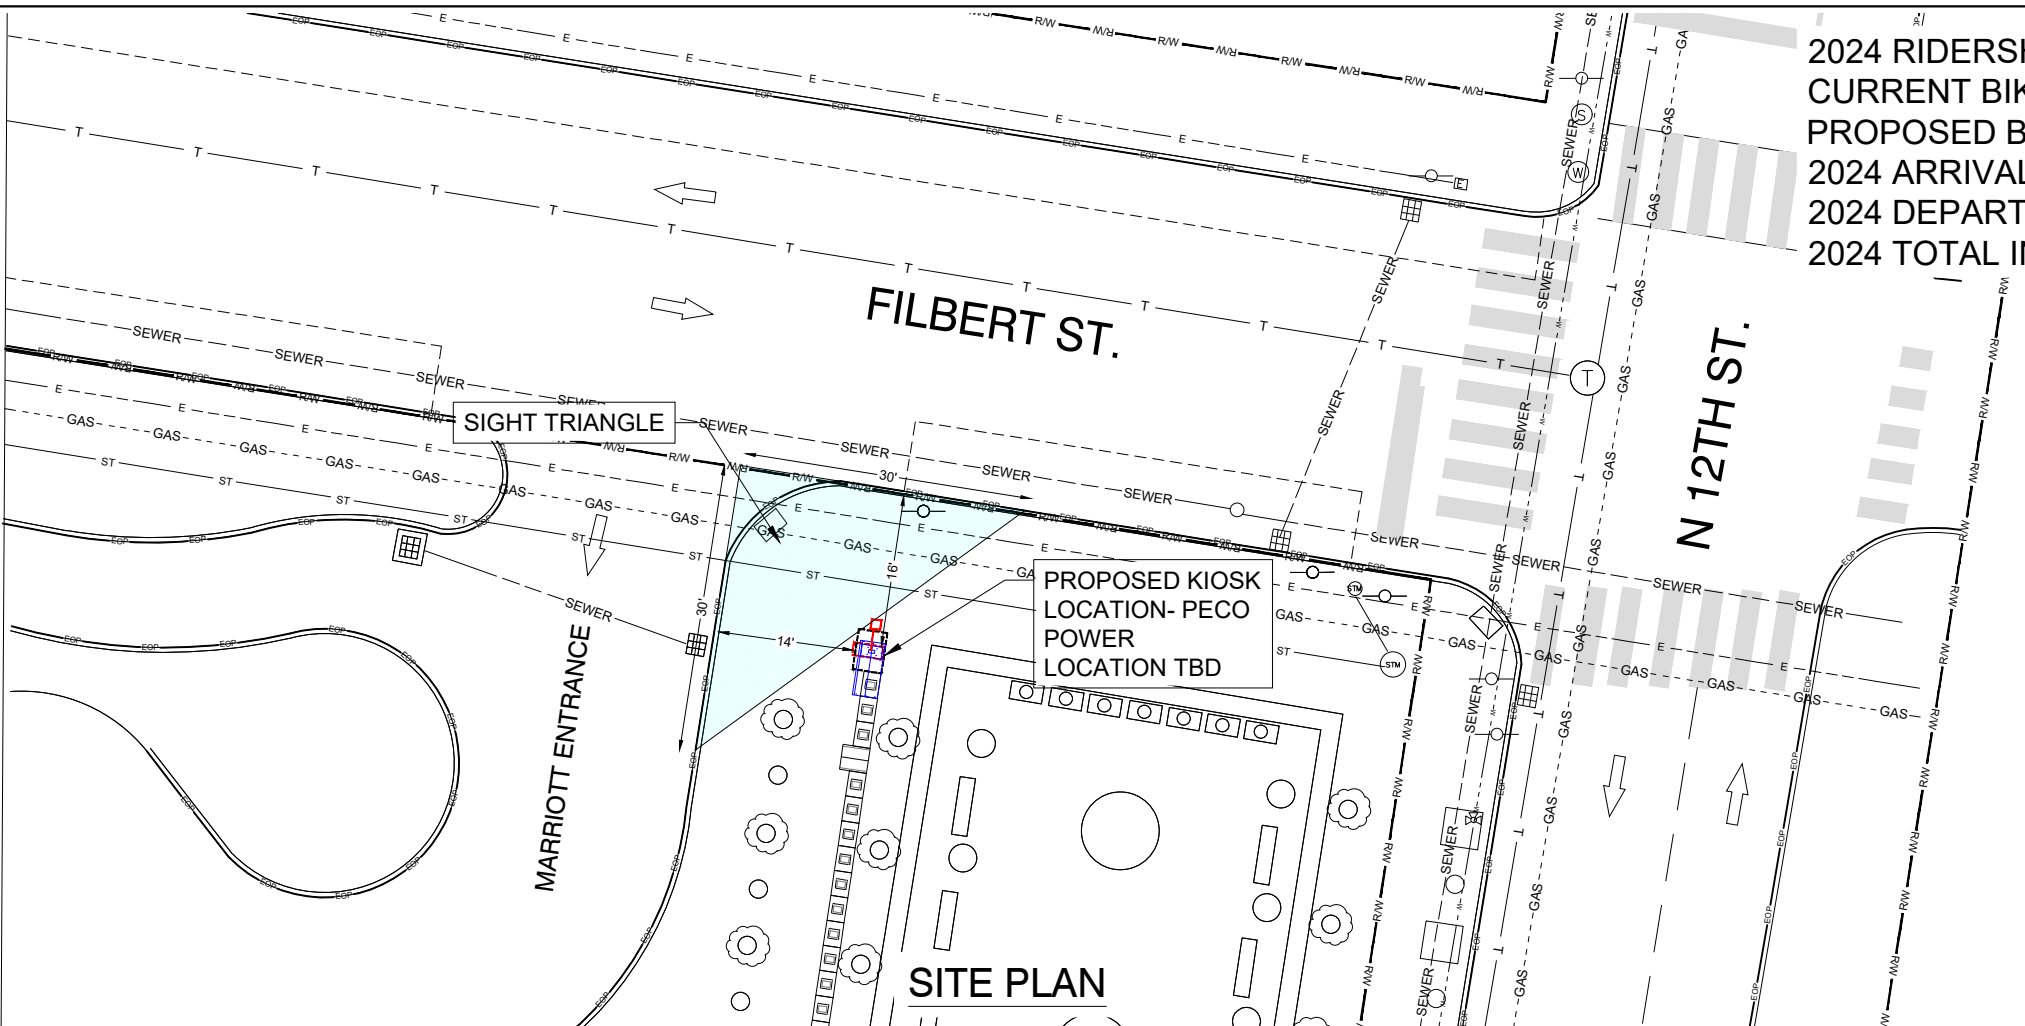 2024 RIDERSH
CURRENT BIK
PROPOSED B
2024 ARRIVAL
2024 DEPART
2024 TOTAL IN
FILBERT ST.
N 12TH ST.
SIGHT TRIANGLE
30'
16'
30'
14'
PROPOSED KIOSK
LOCATION- PECO
POWER
LOCATION TBD
MARRIOTT ENTRANCE
SITE PLAN
SEWER
GAS
EOP
R/W
ST
STM
E
T
S
W